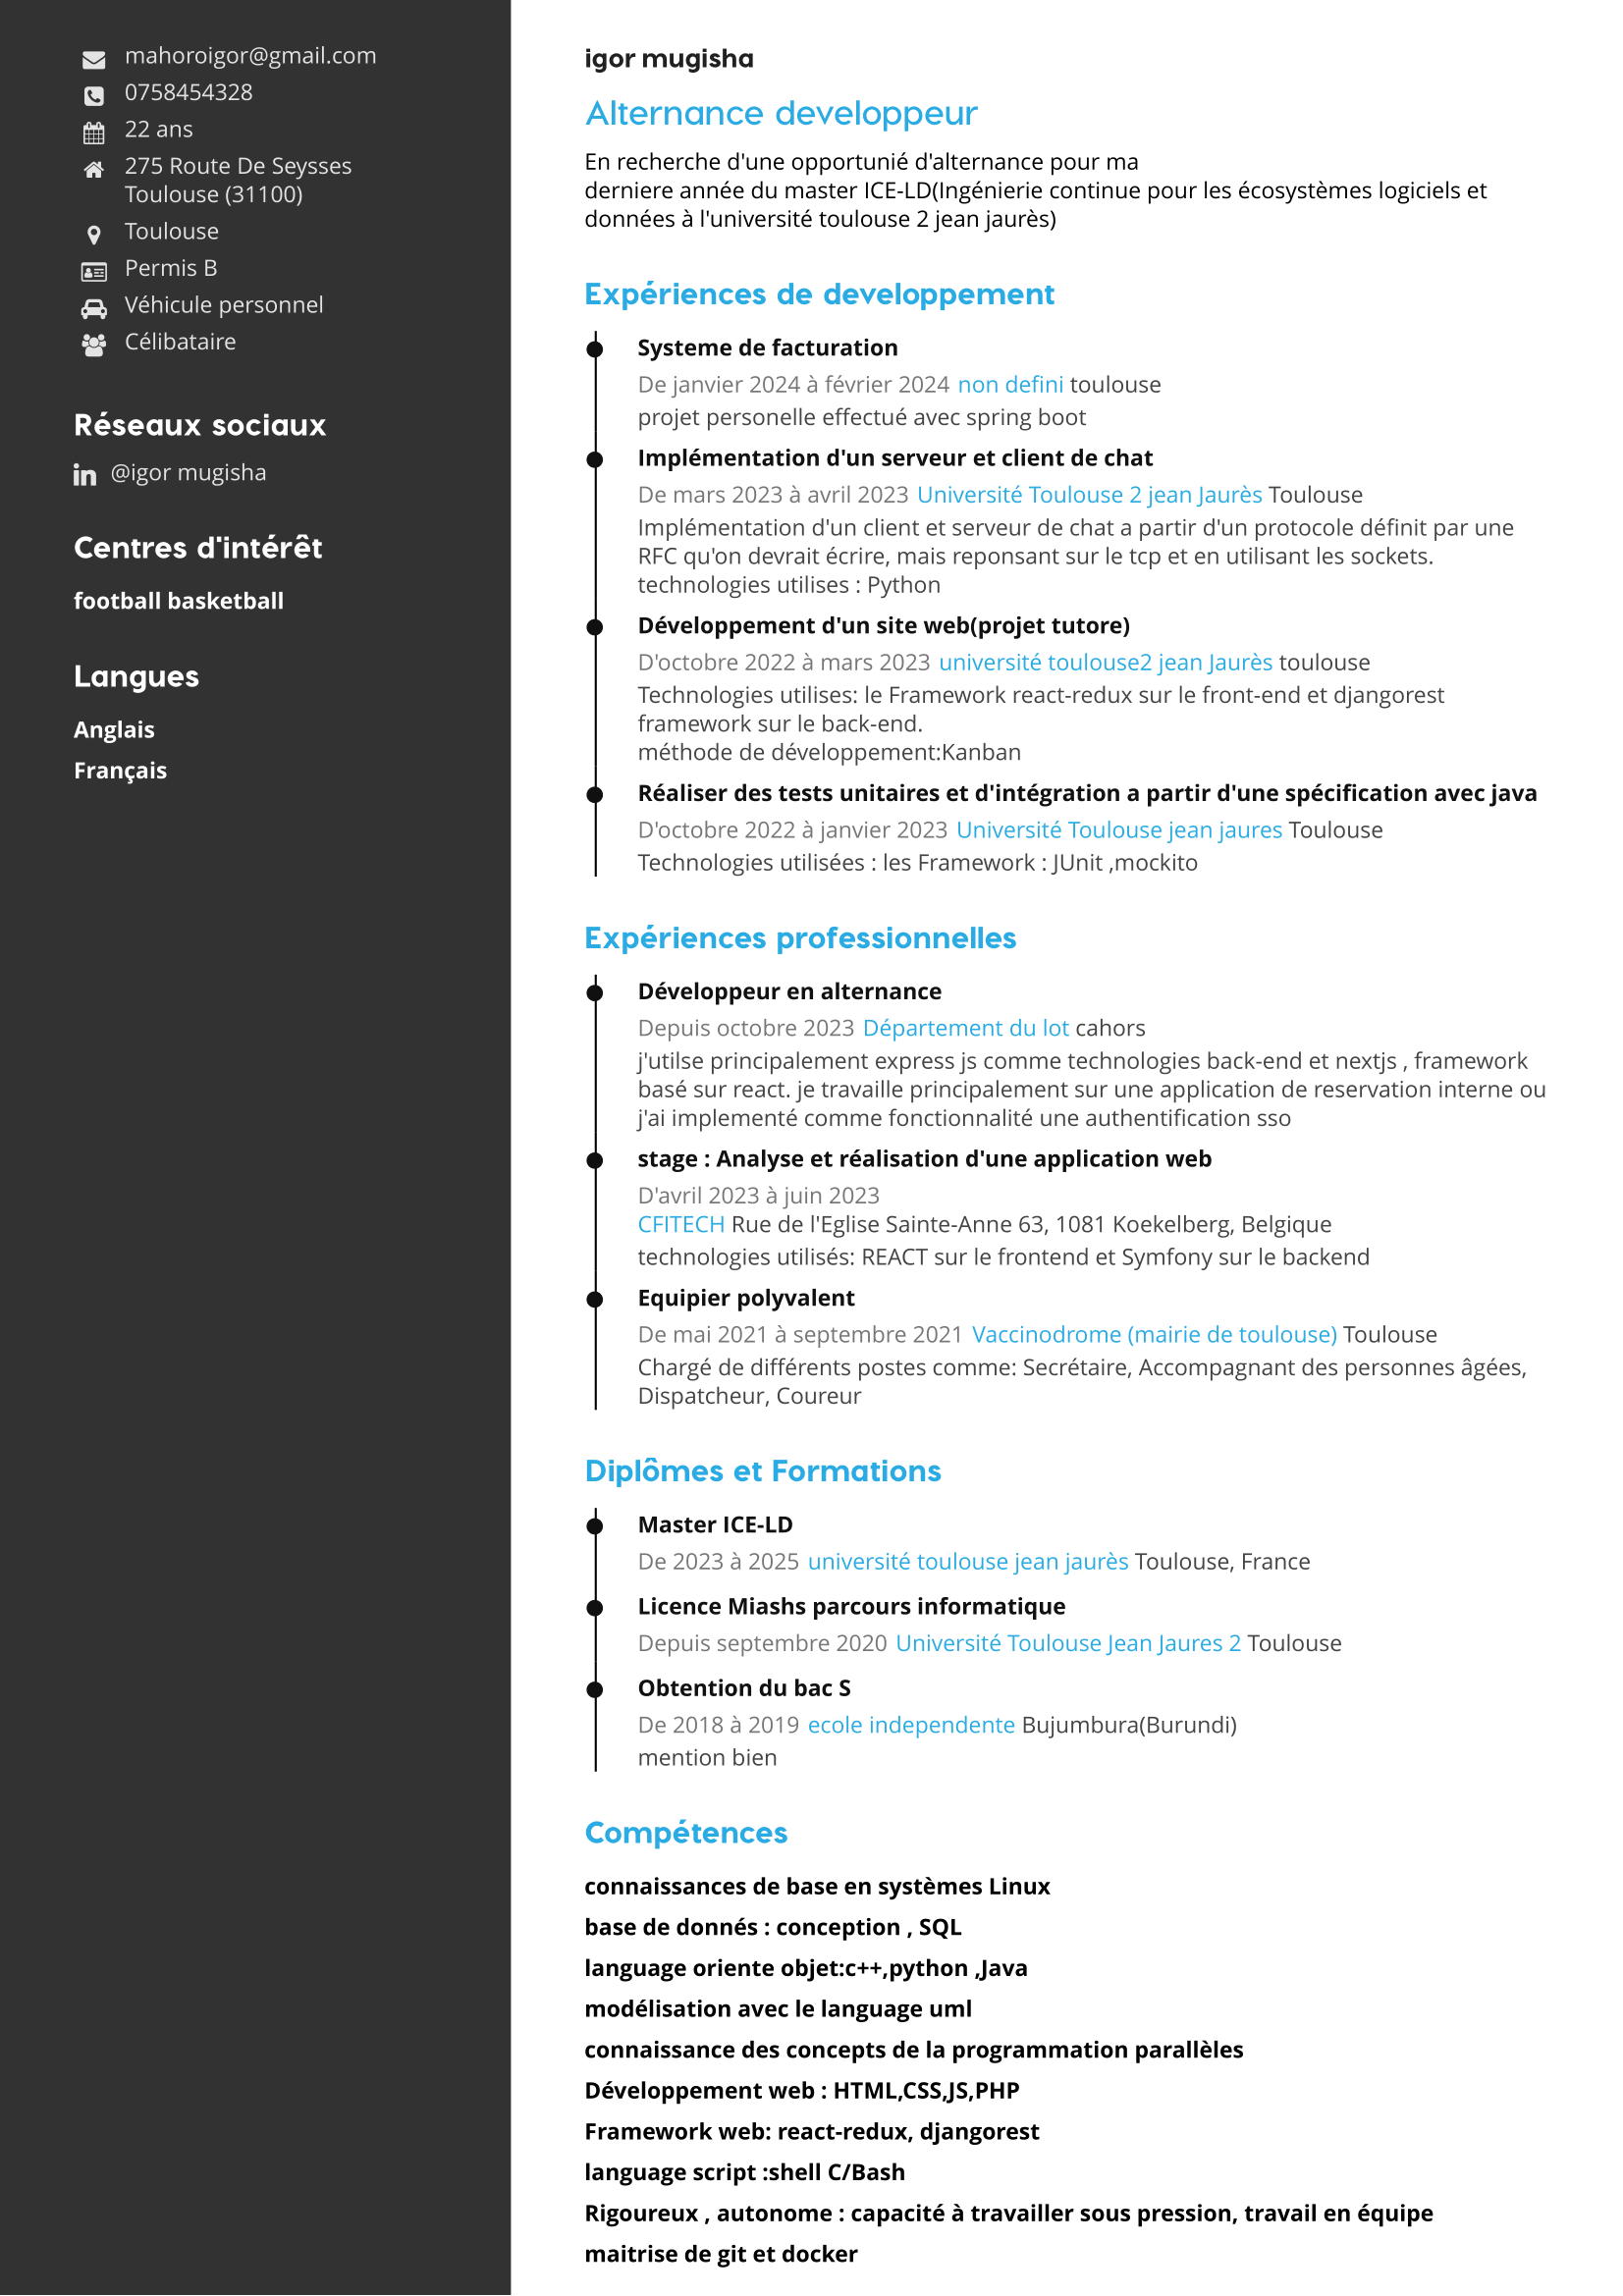 mahoroigor@gmail.com
0758454328
22 ans
275 Route De Seysses
Toulouse (31100)
Toulouse
Permis B
Véhicule personnel
Célibataire
Réseaux sociaux
in @igor mugisha
Centres d'intérêt
football basketball
Langues
Anglais
Français
igor mugisha
Alternance developpeur
En recherche d'une opportunié d'alternance pour ma
derniere année du master ICE-LD(Ingénierie continue pour les écosystèmes logiciels et
données à l'université toulouse 2 jean jaurès)
Expériences de developpement
Systeme de facturation
De janvier 2024 à février 2024 non defini toulouse
projet personelle effectué avec spring boot
Implémentation d'un serveur et client de chat
De mars 2023 à avril 2023 Université Toulouse 2 jean Jaurès Toulouse
Implémentation d'un client et serveur de chat a partir d'un protocole définit par une
RFC qu'on devrait écrire, mais reponsant sur le tcp et en utilisant les sockets.
technologies utilises : Python
Développement d'un site web(projet tutore)
D'octobre 2022 à mars 2023 université toulouse2 jean Jaurès toulouse
Technologies utilises: le Framework react-redux sur le front-end et djangorest
framework sur le back-end.
méthode de développement:Kanban
Réaliser des tests unitaires et d'intégration a partir d'une spécification avec java
D'octobre 2022 à janvier 2023 Université Toulouse jean jaures Toulouse
Technologies utilisées : les Framework : JUnit ,mockito
Expériences professionnelles
Développeur en alternance
Depuis octobre 2023 Département du lot cahors
j'utilse principalement express js comme technologies back-end et nextjs , framework
basé sur react. je travaille principalement sur une application de reservation interne ou
j'ai implementé comme fonctionnalité une authentification sso
stage : Analyse et réalisation d'une application web
D'avril 2023 à juin 2023
CFITECH Rue de l'Eglise Sainte-Anne 63, 1081 Koekelberg, Belgique
technologies utilisés: REACT sur le frontend et Symfony sur le backend
Equipier polyvalent
De mai 2021 à septembre 2021 Vaccinodrome (mairie de toulouse) Toulouse
Chargé de différents postes comme: Secrétaire, Accompagnant des personnes âgées,
Dispatcheur, Coureur
Diplômes et Formations
Master ICE-LD
De 2023 à 2025 université toulouse jean jaurès Toulouse, France
Licence Miashs parcours informatique
Depuis septembre 2020 Université Toulouse Jean Jaures 2 Toulouse
Obtention du bac S
De 2018 à 2019 ecole independente Bujumbura(Burundi)
mention bien
Compétences
connaissances de base en systèmes Linux
base de donnés : conception , SQL
language oriente objet:c++,python ,Java
modélisation avec le language uml
connaissance des concepts de la programmation parallèles
Développement web : HTML,CSS,JS,PHP
Framework web: react-redux, djangorest
language script :shell C/Bash
Rigoureux , autonome : capacité à travailler sous pression, travail en équipe
maitrise de git et docker